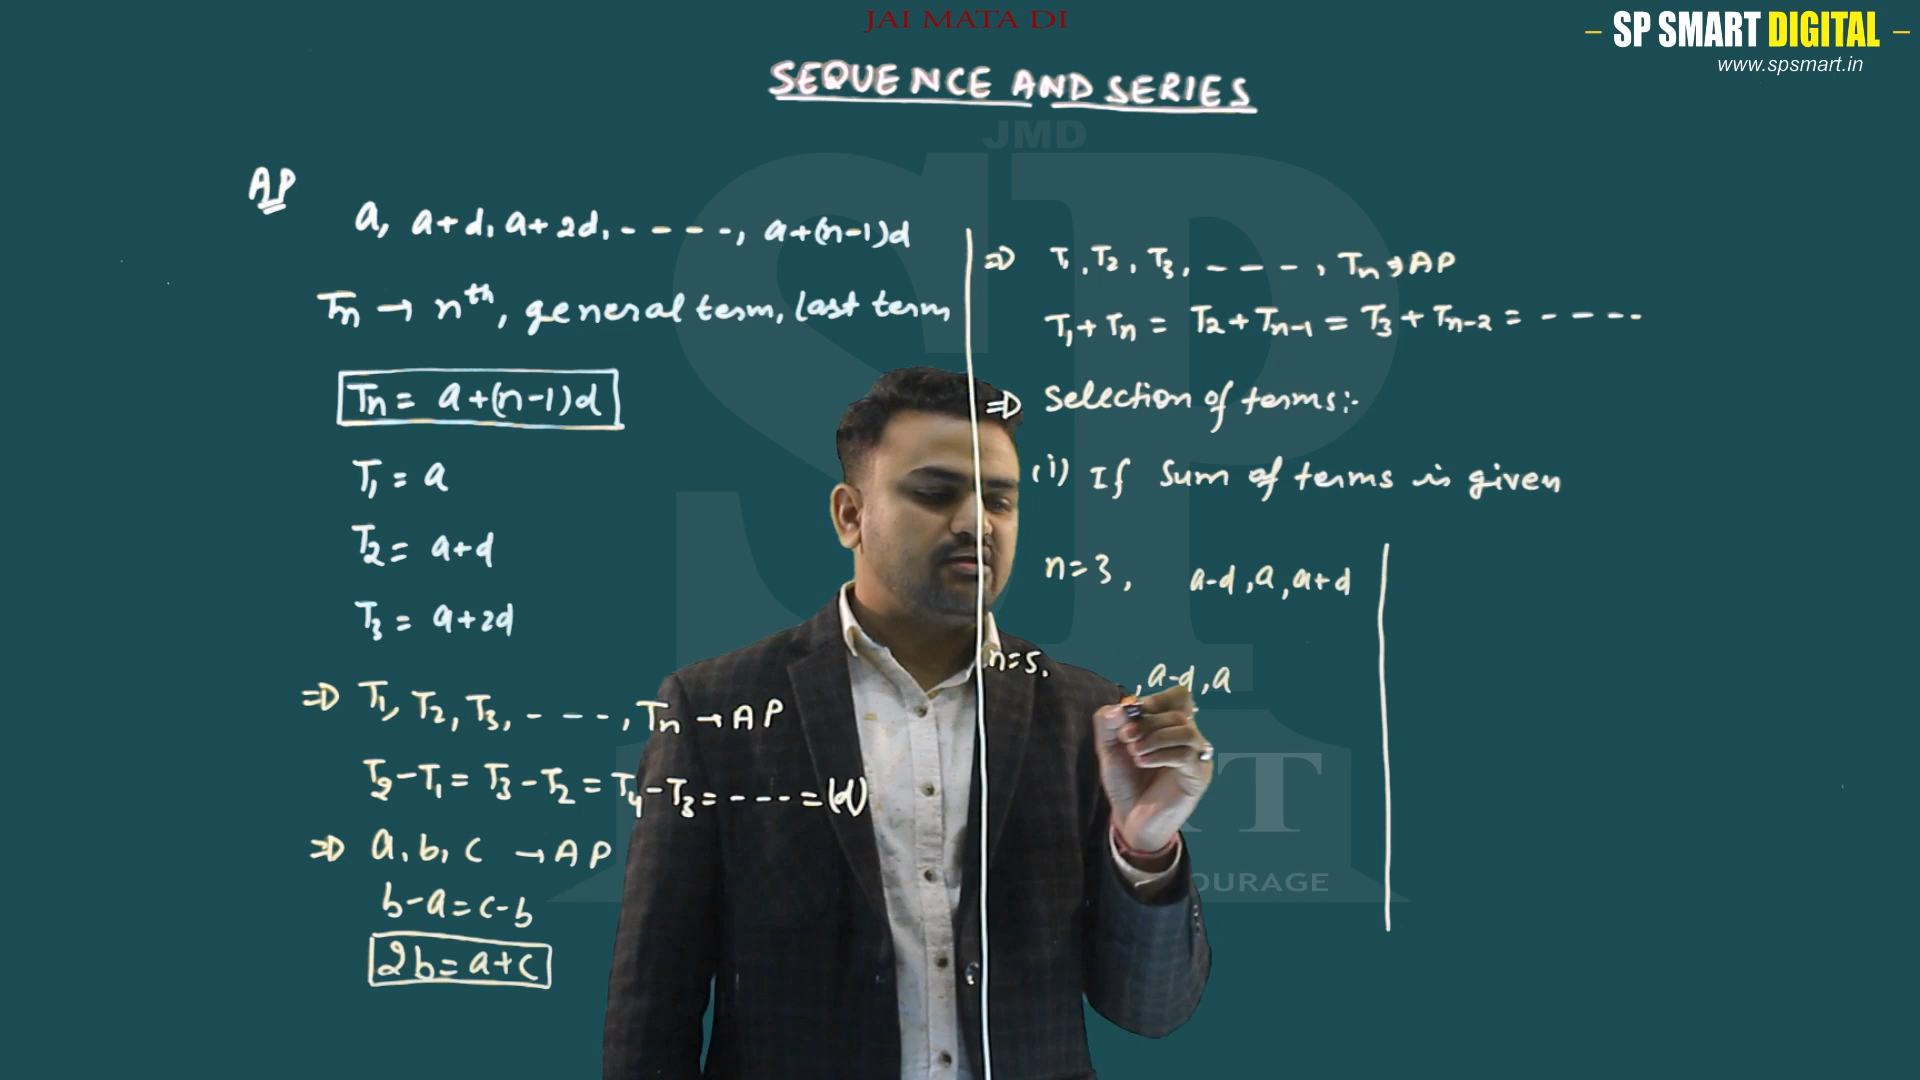 JAI MATA DI
SP SMART DIGITAL
www.spsmart.in
SEQUENCE AND SERIES
JMD
AP
a, a+d, a+2d, - - - -, a+(n-1)d
Tn → nth, general term, last term
Tn = a+(n-1)d
T1 = a
T2 = a+d
T3 = a+2d
⇒ T1, T2, T3, - - - -, Tn → AP
T2-T1 = T3-T2 = T4-T3 = - - - = (d)
⇒ a, b, c → AP
b-a = c-b
2b = a+c
⇒ T1, T2, T3, - - - -, Tn → AP
T1+Tn = T2+Tn-1 = T3+Tn-2 = - - - -
⇒ Selection of terms:-
(i) If sum of terms is given
n=3, a-d, a, a+d
n=5, , a-d, a